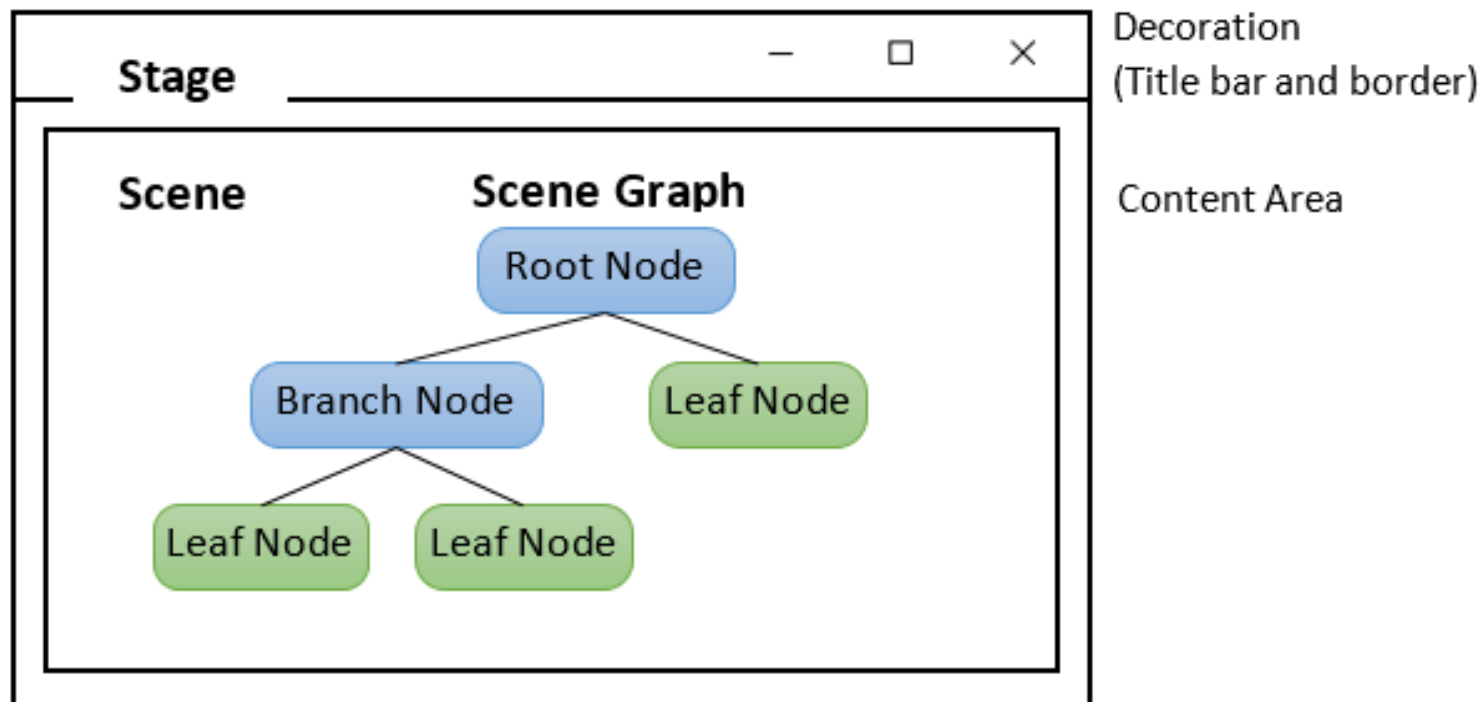 Stage
Decoration
(Title bar and border)
Scene
Scene Graph
Content Area
Root Node
Branch Node
Leaf Node
Leaf Node
Leaf Node